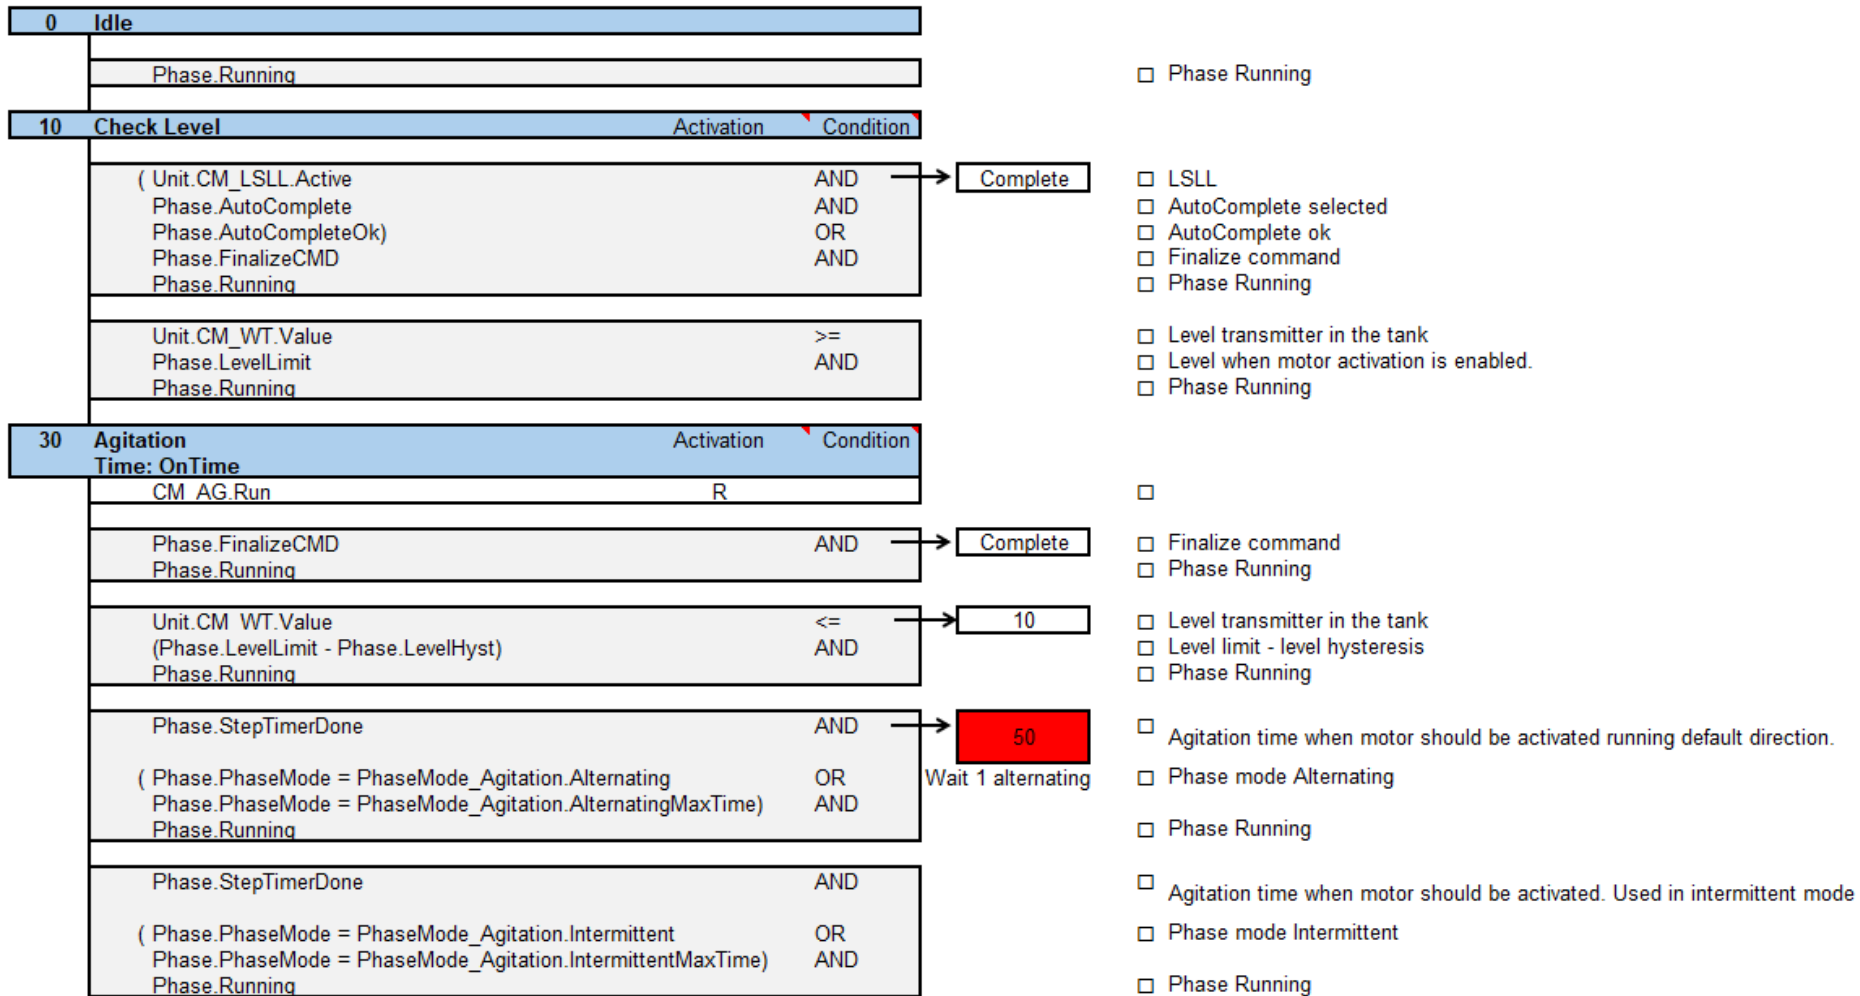 0 Idle
Phase.Running □ Phase Running
10 Check Level Activation Condition
( Unit.CM_LSLL.Active AND Complete □ LSLL
Phase.AutoComplete AND □ AutoComplete selected
Phase.AutoCompleteOk) OR □ AutoComplete ok
Phase.FinalizeCMD AND □ Finalize command
Phase.Running □ Phase Running
Unit.CM_WT.Value >= □ Level transmitter in the tank
Phase.LevelLimit AND □ Level when motor activation is enabled.
Phase.Running □ Phase Running
30 Agitation Activation Condition
Time: OnTime
CM_AG.Run R □
Phase.FinalizeCMD AND Complete □ Finalize command
Phase.Running □ Phase Running
Unit.CM_WT.Value <= 10 □ Level transmitter in the tank
(Phase.LevelLimit - Phase.LevelHyst) AND □ Level limit - level hysteresis
Phase.Running □ Phase Running
Phase.StepTimerDone AND 50 □ Agitation time when motor should be activated running default direction.
( Phase.PhaseMode = PhaseMode_Agitation.Alternating OR Wait 1 alternating □ Phase mode Alternating
Phase.PhaseMode = PhaseMode_Agitation.AlternatingMaxTime) AND
Phase.Running □ Phase Running
Phase.StepTimerDone AND □ Agitation time when motor should be activated. Used in intermittent mode
( Phase.PhaseMode = PhaseMode_Agitation.Intermittent OR □ Phase mode Intermittent
Phase.PhaseMode = PhaseMode_Agitation.IntermittentMaxTime) AND
Phase.Running □ Phase Running